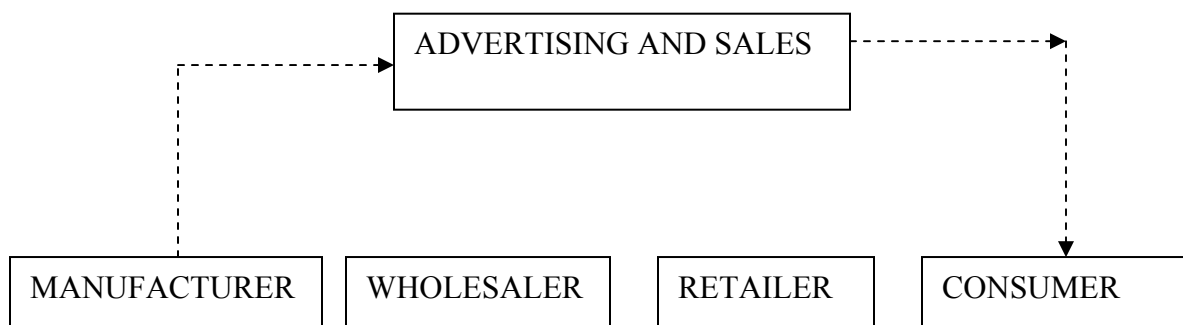 ADVERTISING AND SALES
MANUFACTURER
WHOLESALER
RETAILER
CONSUMER